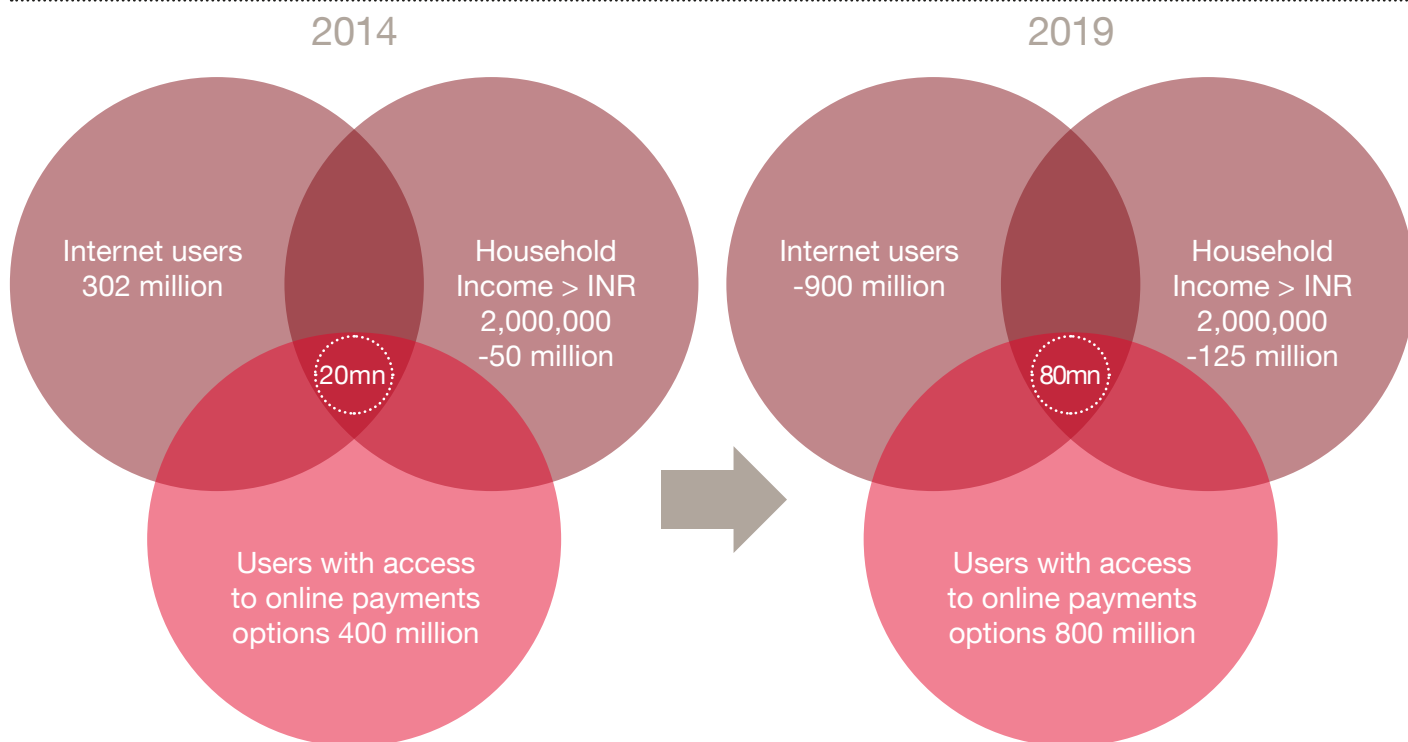 2014
Internet users
302 million
Household
Income > INR
2,000,000
-50 million
20mn
Users with access
to online payments
options 400 million
2019
Internet users
-900 million
Household
Income > INR
2,000,000
-125 million
80mn
Users with access
to online payments
options 800 million